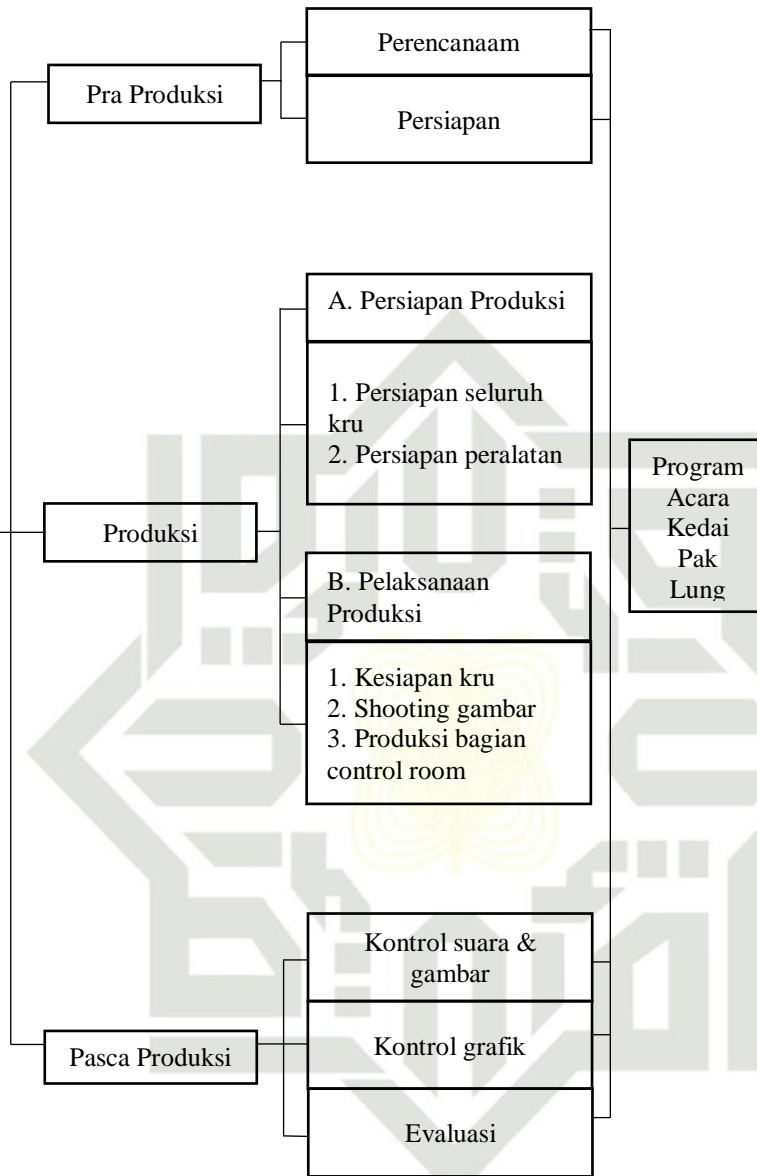 Perencanaam
Pra Produksi
Persiapan
A. Persiapan Produksi
1. Persiapan seluruh
kru
2. Persiapan peralatan
Produksi
B. Pelaksanaan
Produksi
1. Kesiapan kru
2. Shooting gambar
3. Produksi bagian
control room
Kontrol suara &
gambar
Pasca Produksi
Kontrol grafik
Evaluasi
Program
Acara
Kedai
Pak
Lung